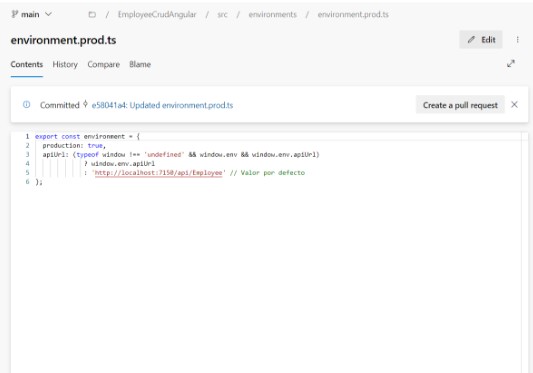 main
/ EmployeeCrudAngular / src / environments / environment.prod.ts
environment.prod.ts
Edit
Contents History Compare Blame
Committed e58041a4: Updated environment.prod.ts
Create a pull request
1 export const environment = {
2 production: true,
3 apiUrl: (typeof window !== 'undefined' && window.env && window.env.apiUrl)
4 ? window.env.apiUrl
5 : 'http://localhost:7150/api/Employee' // Valor por defecto
6 };